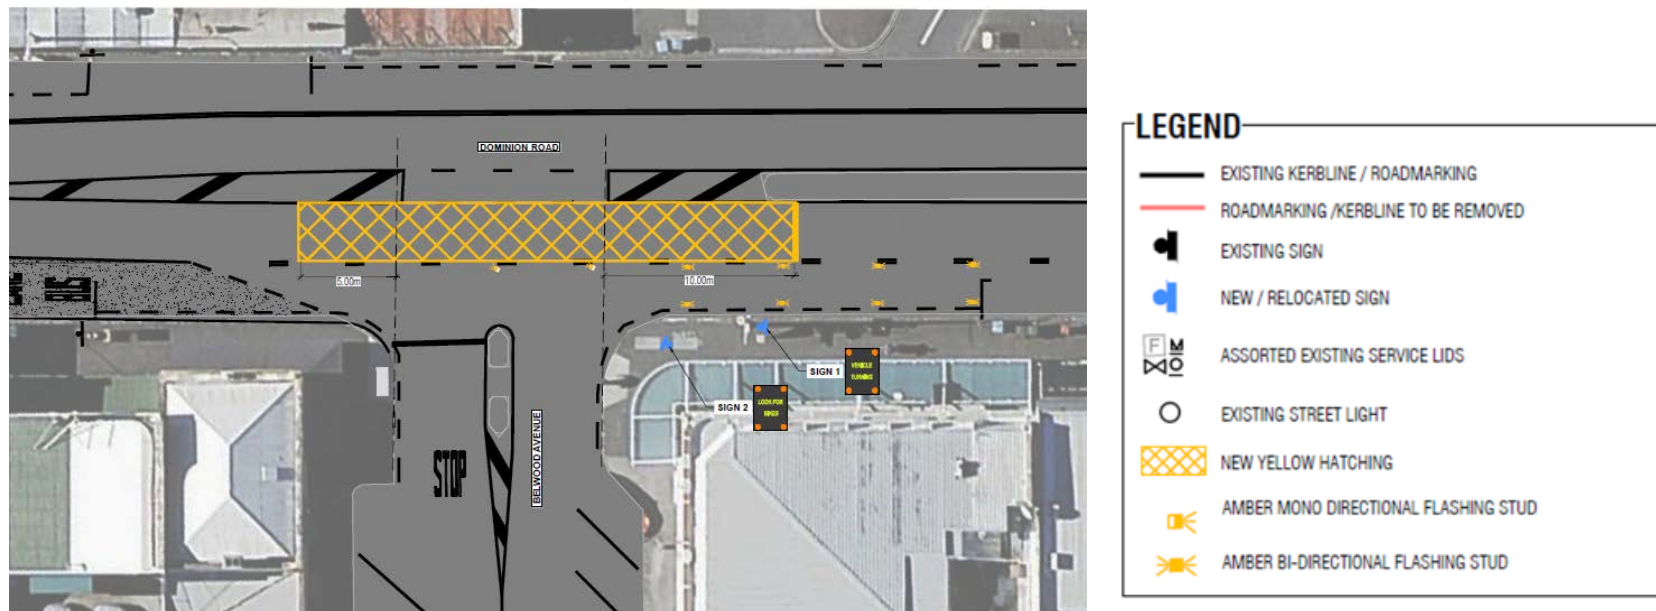 DOMINION ROAD
5.00m
10.00m
SIGN 1
VEHICLE
TURNING
SIGN 2
LOOK FOR
BIKES
STOP
BELWOOD AVENUE
LEGEND
EXISTING KERBLINE / ROADMARKING
ROADMARKING /KERBLINE TO BE REMOVED
EXISTING SIGN
NEW / RELOCATED SIGN
F
ASSORTED EXISTING SERVICE LIDS
EXISTING STREET LIGHT
NEW YELLOW HATCHING
AMBER MONO DIRECTIONAL FLASHING STUD
AMBER BI-DIRECTIONAL FLASHING STUD